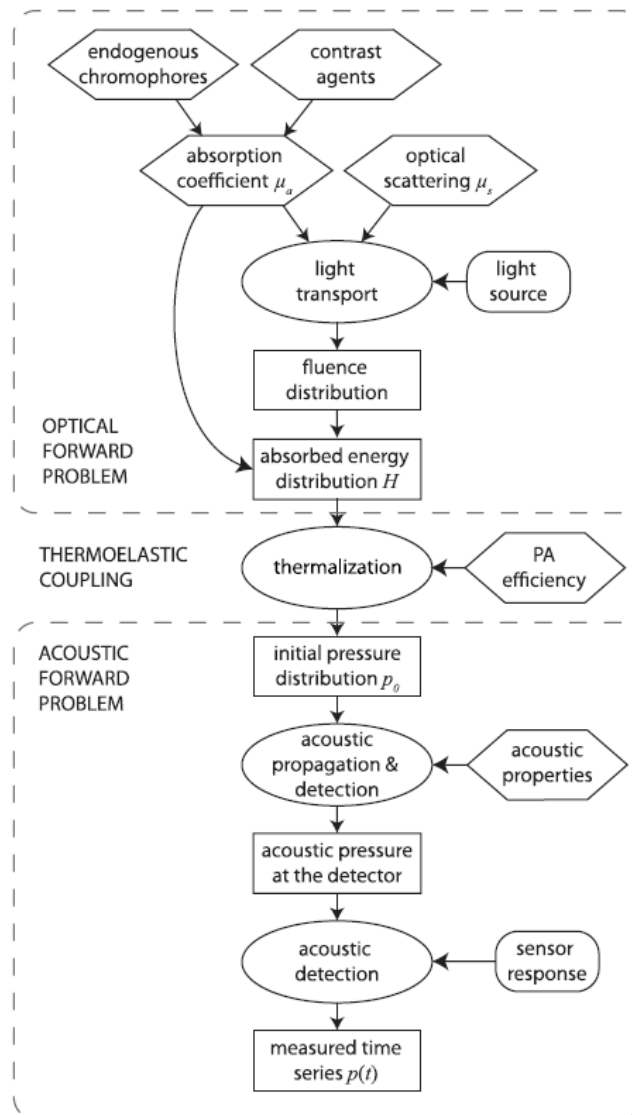 endogenous
chromophores
contrast
agents
absorption
coefficient μa
optical
scattering μs
light
transport
light
source
fluence
distribution
OPTICAL
FORWARD
PROBLEM
absorbed energy
distribution H
THERMOELASTIC
COUPLING
thermalization
PA
efficiency
ACOUSTIC
FORWARD
PROBLEM
initial pressure
distribution p0
acoustic
propagation &
detection
acoustic
properties
acoustic pressure
at the detector
acoustic
detection
sensor
response
measured time
series p(t)